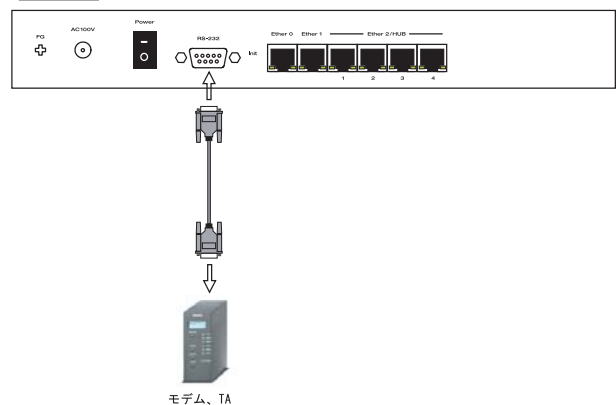 Power
FG
AC100V
RS-232
Init
Ether 0 Ether 1 Ether 2/HUB
1 2 3 4
モデム、TA